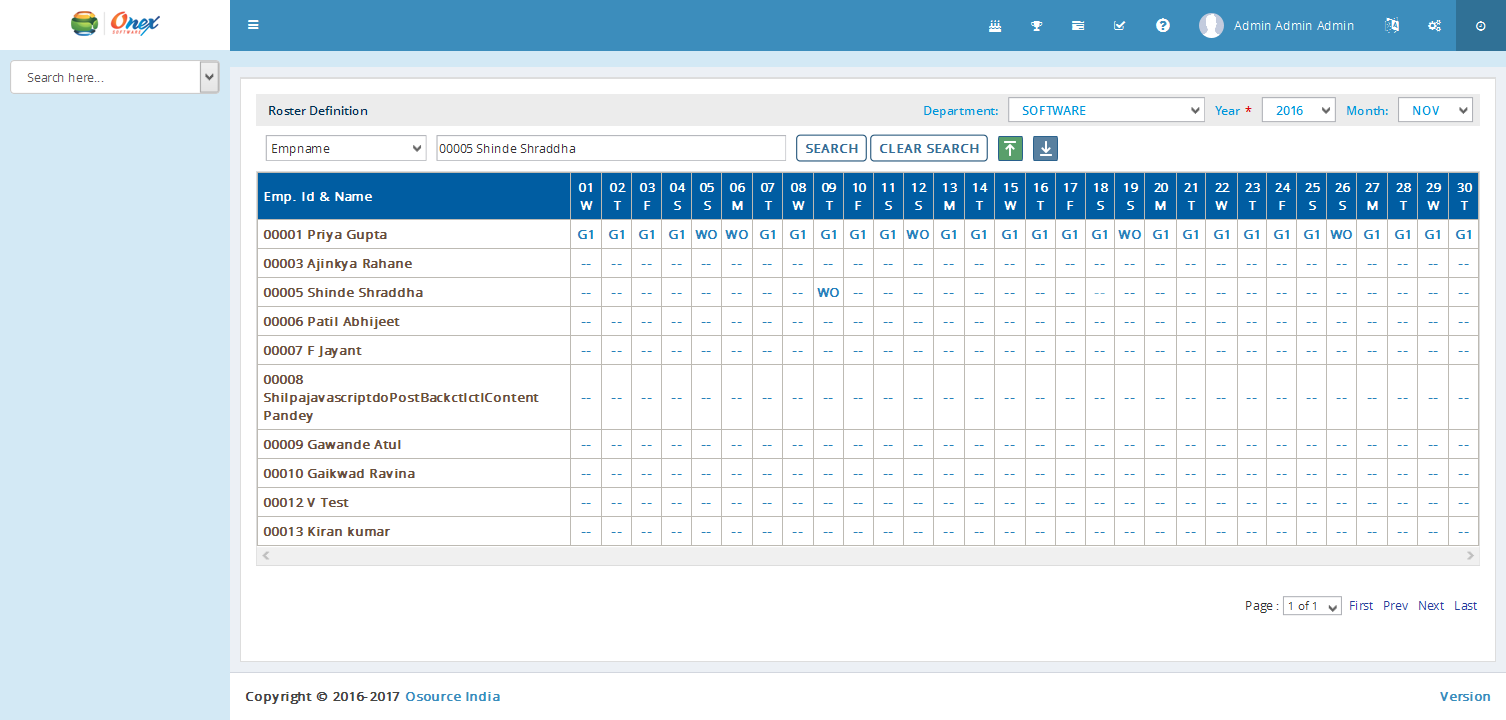 Onex
SOFTWARE
Admin Admin Admin
Search here...
Roster Definition Department: SOFTWARE Year * 2016 Month: NOV
Empname 00005 Shinde Shraddha SEARCH CLEAR SEARCH
Emp. Id & Name 01 02 03 04 05 06 07 08 09 10 11 12 13 14 15 16 17 18 19 20 21 22 23 24 25 26 27 28 29 30
W T F S S M T W T F S S M T W T F S S M T W T F S S M T W T
00001 Priya Gupta G1 G1 G1 G1 WO WO G1 G1 G1 G1 G1 WO G1 G1 G1 G1 G1 G1 WO G1 G1 G1 G1 G1 G1 WO G1 G1 G1 G1
00003 Ajinkya Rahane -- -- -- -- -- -- -- -- -- -- -- -- -- -- -- -- -- -- -- -- -- -- -- -- -- -- -- -- -- --
00005 Shinde Shraddha -- -- -- -- -- -- -- -- WO -- -- -- -- -- -- -- -- -- -- -- -- -- -- -- -- -- -- -- -- --
00006 Patil Abhijeet -- -- -- -- -- -- -- -- -- -- -- -- -- -- -- -- -- -- -- -- -- -- -- -- -- -- -- -- -- --
00007 F Jayant -- -- -- -- -- -- -- -- -- -- -- -- -- -- -- -- -- -- -- -- -- -- -- -- -- -- -- -- -- --
00008
ShilpajavascriptdoPostBackctlctlContent -- -- -- -- -- -- -- -- -- -- -- -- -- -- -- -- -- -- -- -- -- -- -- -- -- -- -- -- -- --
Pandey
00009 Gawande Atul -- -- -- -- -- -- -- -- -- -- -- -- -- -- -- -- -- -- -- -- -- -- -- -- -- -- -- -- -- --
00010 Gaikwad Ravina -- -- -- -- -- -- -- -- -- -- -- -- -- -- -- -- -- -- -- -- -- -- -- -- -- -- -- -- -- --
00012 V Test -- -- -- -- -- -- -- -- -- -- -- -- -- -- -- -- -- -- -- -- -- -- -- -- -- -- -- -- -- --
00013 Kiran kumar -- -- -- -- -- -- -- -- -- -- -- -- -- -- -- -- -- -- -- -- -- -- -- -- -- -- -- -- -- --
Page : 1 of 1 First Prev Next Last
Copyright © 2016-2017 Osource India Version